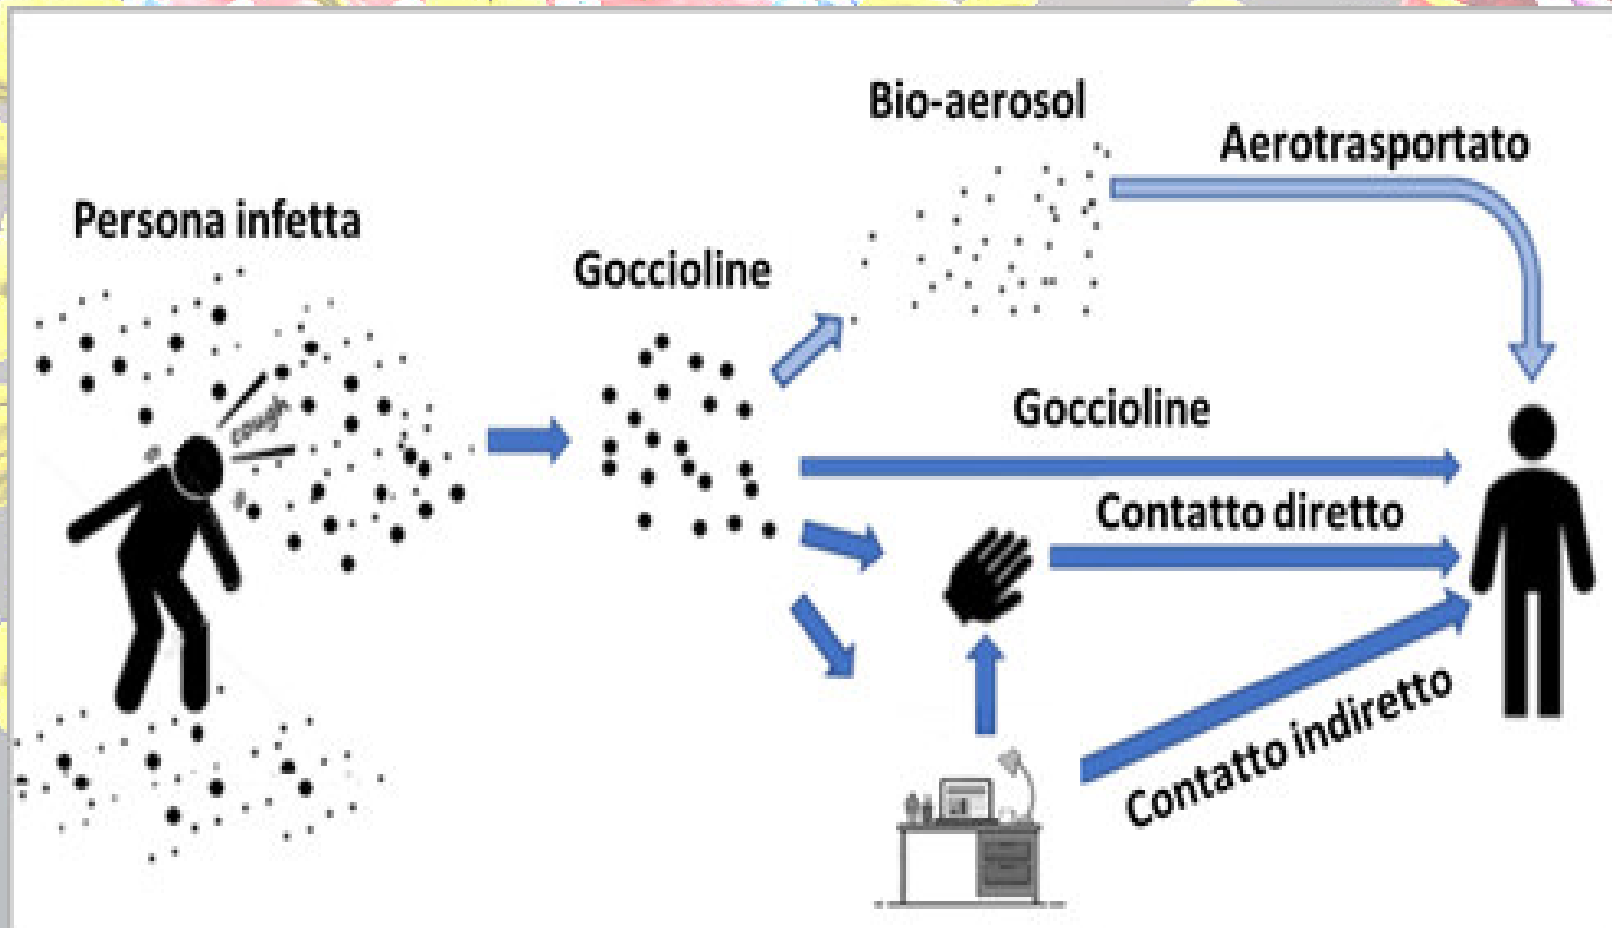 Bio-aerosol
Aerotrasportato
Persona infetta
Goccioline
Goccioline
cough
Contatto diretto
Contatto indiretto